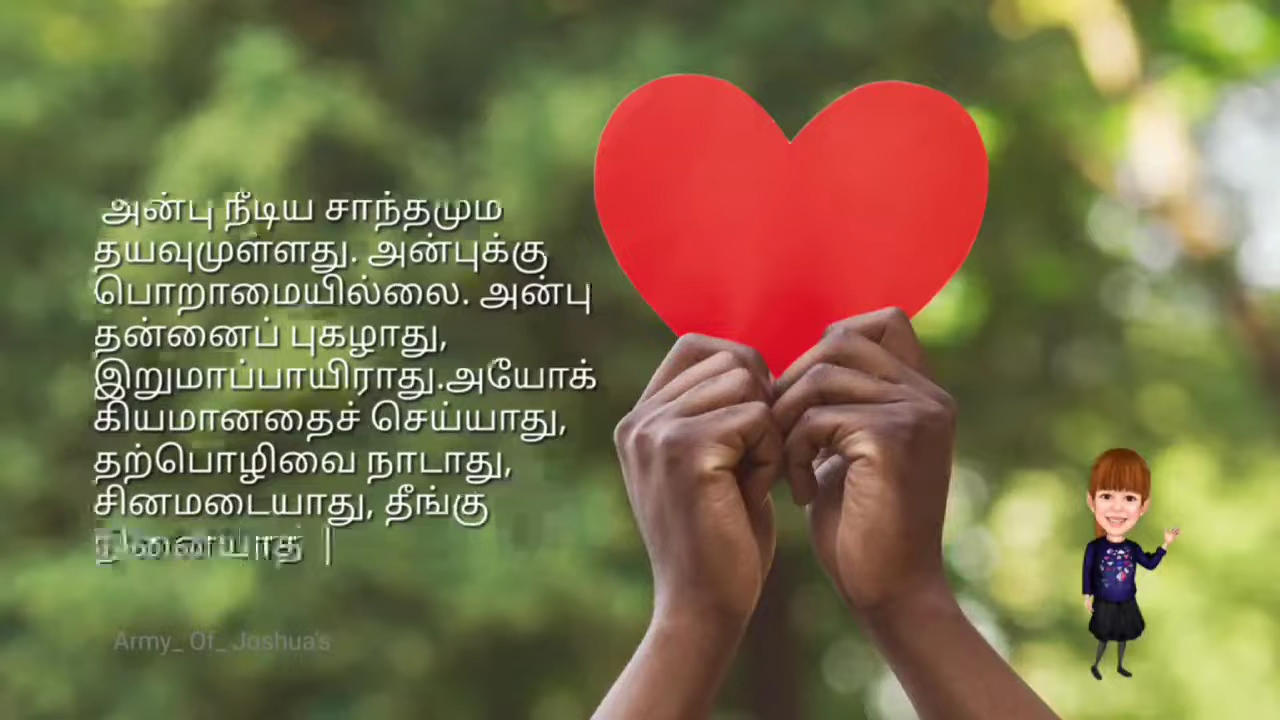 அன்பு நீடிய சாந்தமும
தயவுமுள்ளது. அன்புக்கு
பொறாமையில்லை. அன்பு
தன்னைப் புகழாது,
இறுமாப்பாயிராது.அயோக்
கியமானதைச் செய்யாது,
தற்பொழிவை நாடாது,
சினமடையாது, தீங்கு
Army_ Of_ Joshua's